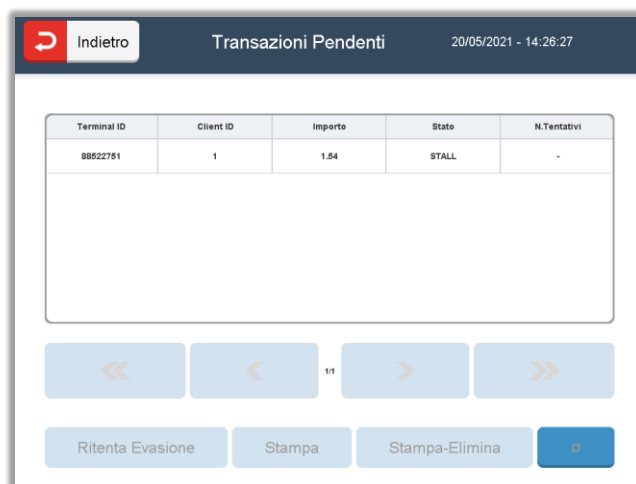 Indietro Transazioni Pendenti 20/05/2021 - 14:26:27
Terminal ID Client ID Importo Stato N.Tentativi
88522751 1 1.54 STALL -
1/1
Ritenta Evasione Stampa Stampa-Elimina